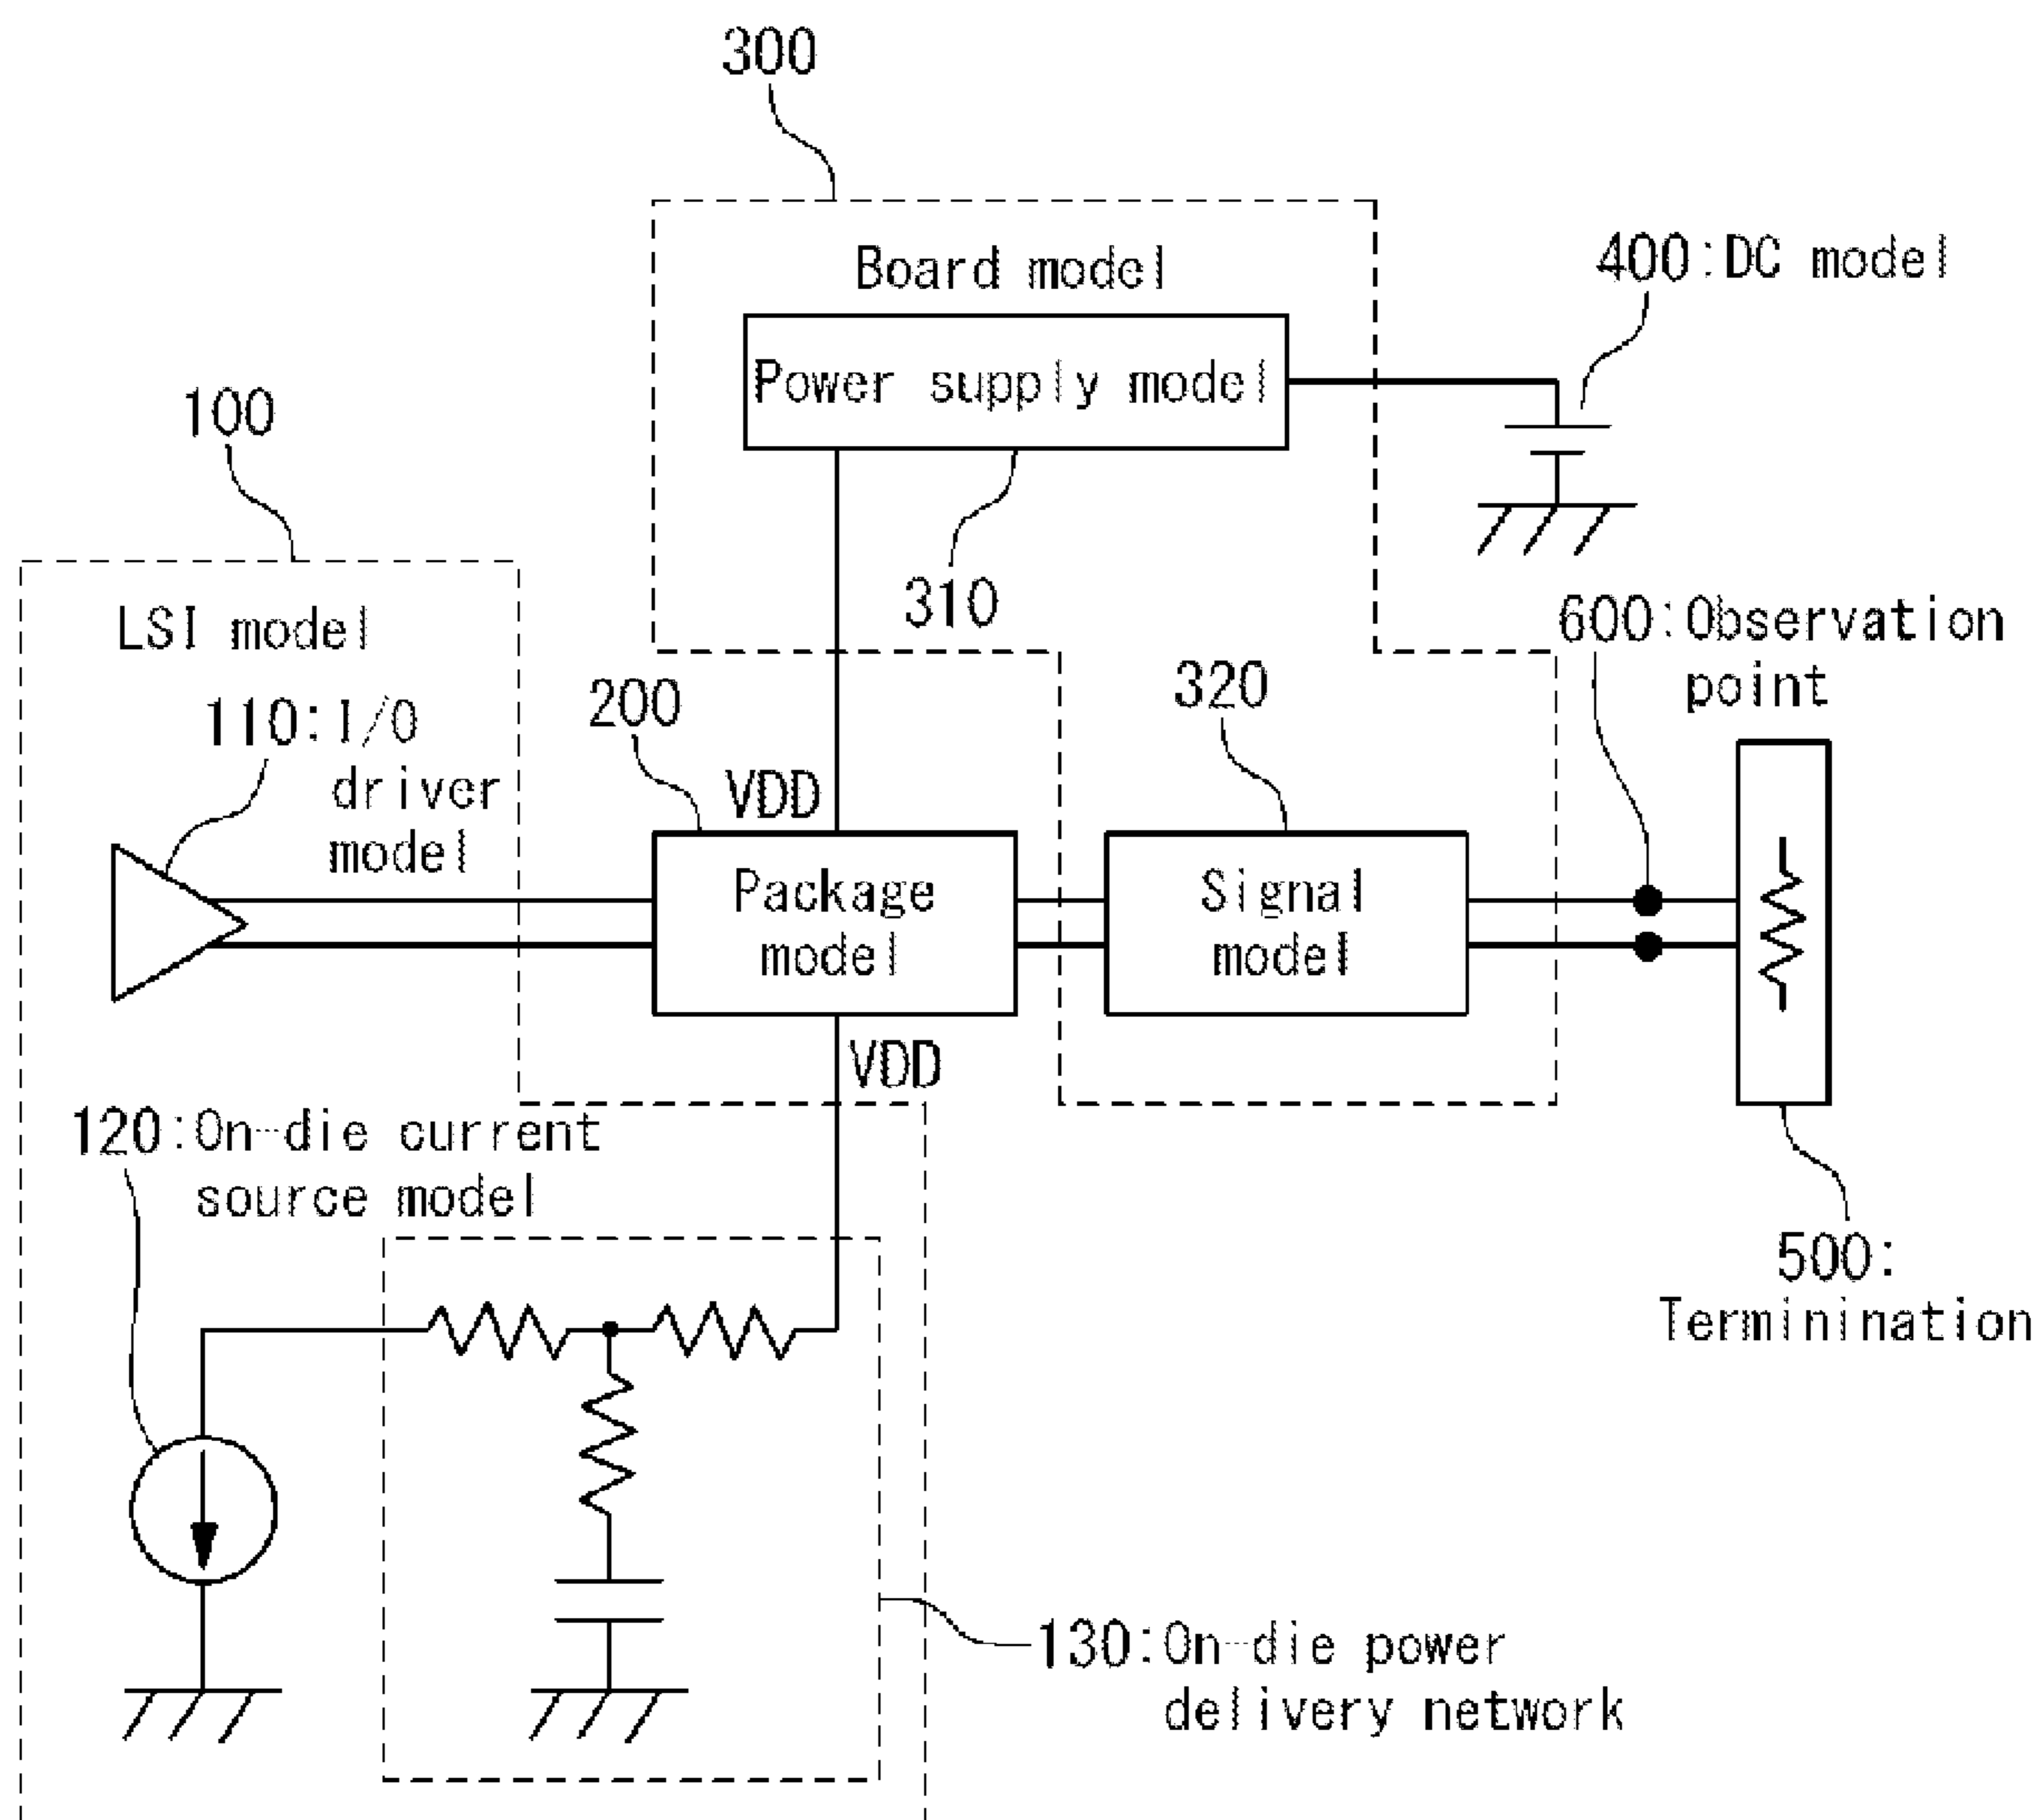 300
Board model
400:DC model
Power supply model
100
310
LSI model
600:Observation
point
320
200
110:I/O
driver
model
VDD
Package
model
Signal
model
VDD
120:On-die current
source model
500:
Terminination
130:On-die power
delivery network